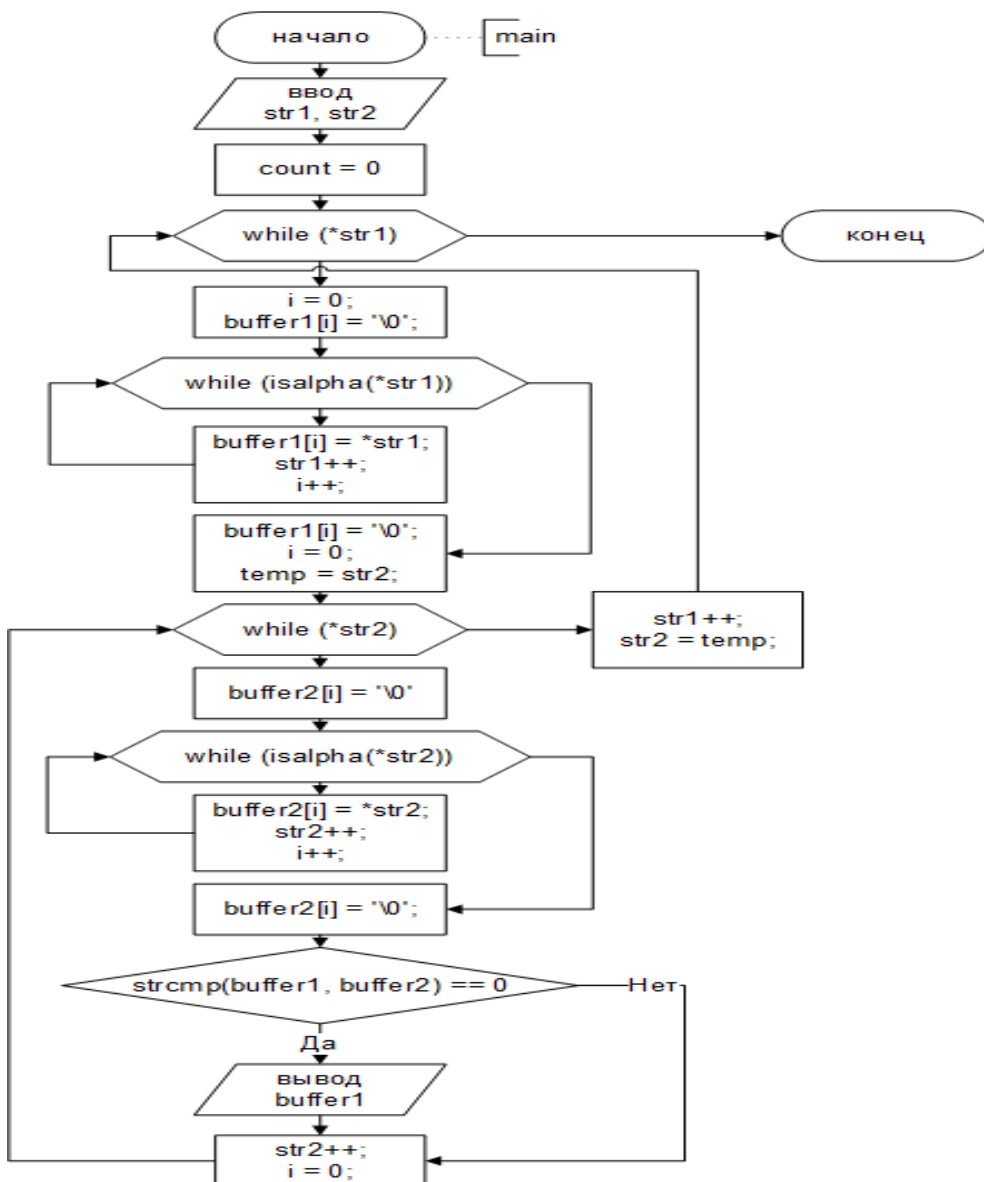 начало
main
ввод
str1, str2
count = 0
while (*str1)
конец
i = 0;
buffer1[i] = '\0';
while (isalpha(*str1))
buffer1[i] = *str1;
str1++;
i++;
buffer1[i] = '\0';
i = 0;
temp = str2;
while (*str2)
str1++;
str2 = temp;
buffer2[i] = '\0'
while (isalpha(*str2))
buffer2[i] = *str2;
str2++;
i++;
buffer2[i] = '\0';
strcmp(buffer1, buffer2) == 0
Нет
Да
вывод
buffer1
str2++;
i = 0;